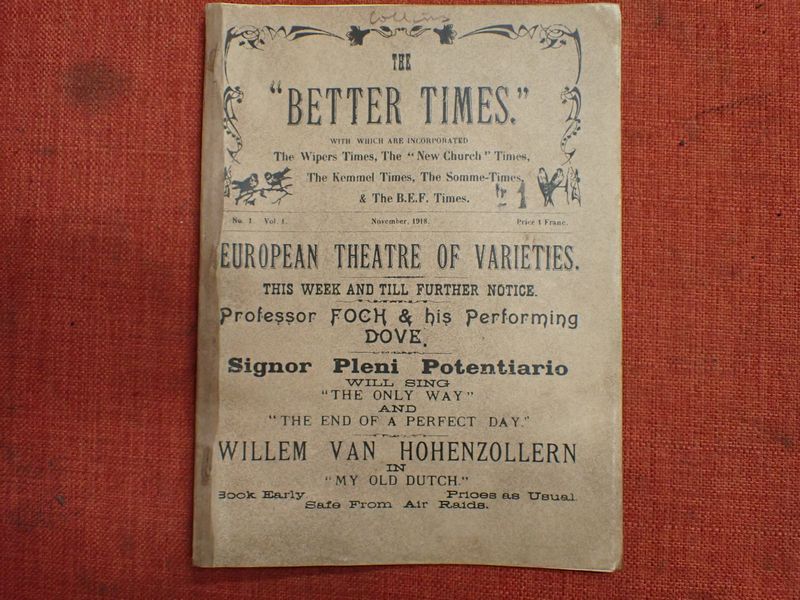 Collins
THE
"BETTER TIMES."
WITH WHICH ARE INCORPORATED
The Wipers Times, The "New Church" Times,
The Kemmel Times, The Somme-Times,
& The B.E.F. Times.
No. 1 Vol. 1. November, 1918. Price 1 Franc.
EUROPEAN THEATRE OF VARIETIES.
THIS WEEK AND TILL FURTHER NOTICE.
Professor FOCH & his Performing
DOVE.
Signor Pleni Potentiario
WILL SING
"THE ONLY WAY"
AND
"THE END OF A PERFECT DAY."
WILLEM VAN HOHENZOLLERN
IN
"MY OLD DUTCH."
Book Early. Prices as Usual.
Safe From Air Raids.